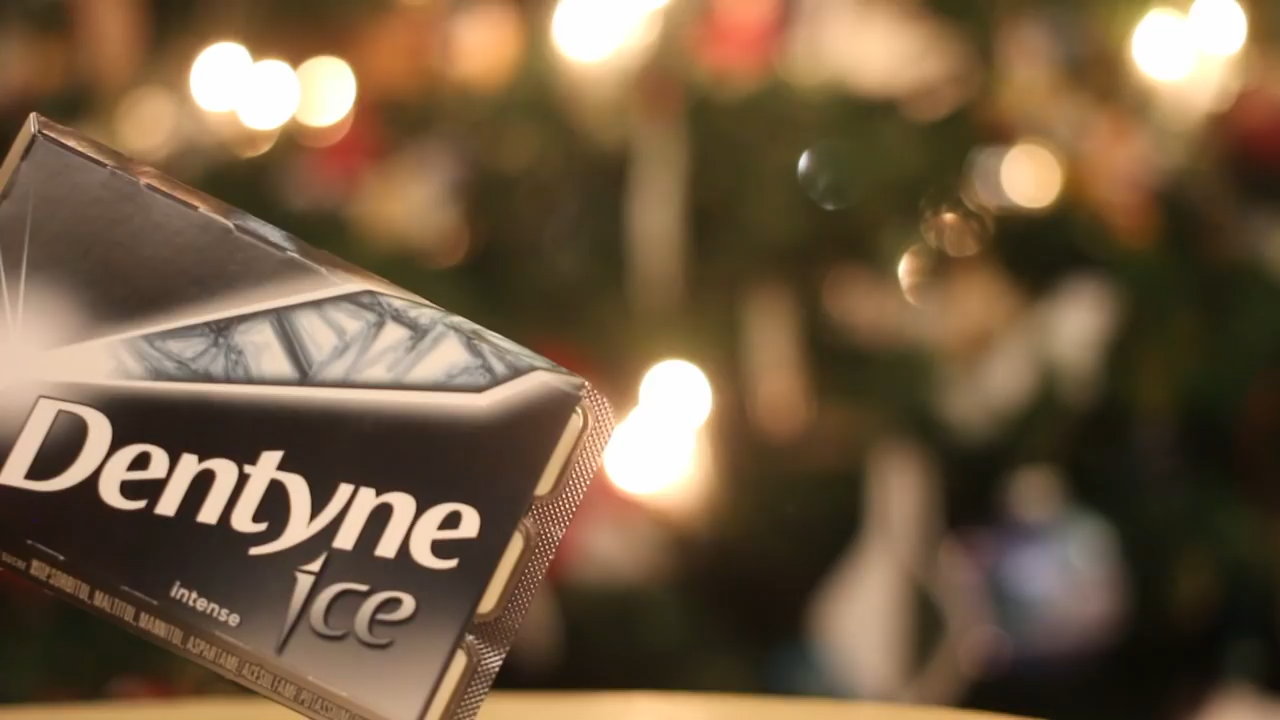 Dentyne
ice
intense
SORBITOL, MALTITOL, MANNITOL, ASPARTAME, ACESULFAME-POTASSIUM